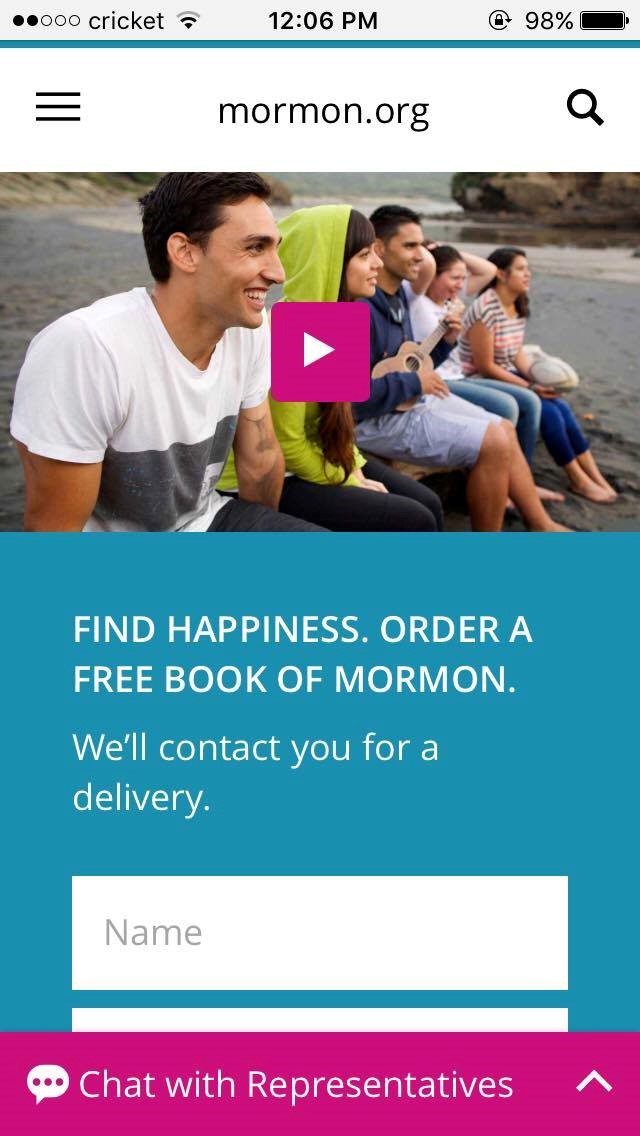 cricket 12:06 PM 98%
mormon.org
FIND HAPPINESS. ORDER A
FREE BOOK OF MORMON.
We’ll contact you for a
delivery.
Name
Chat with Representatives